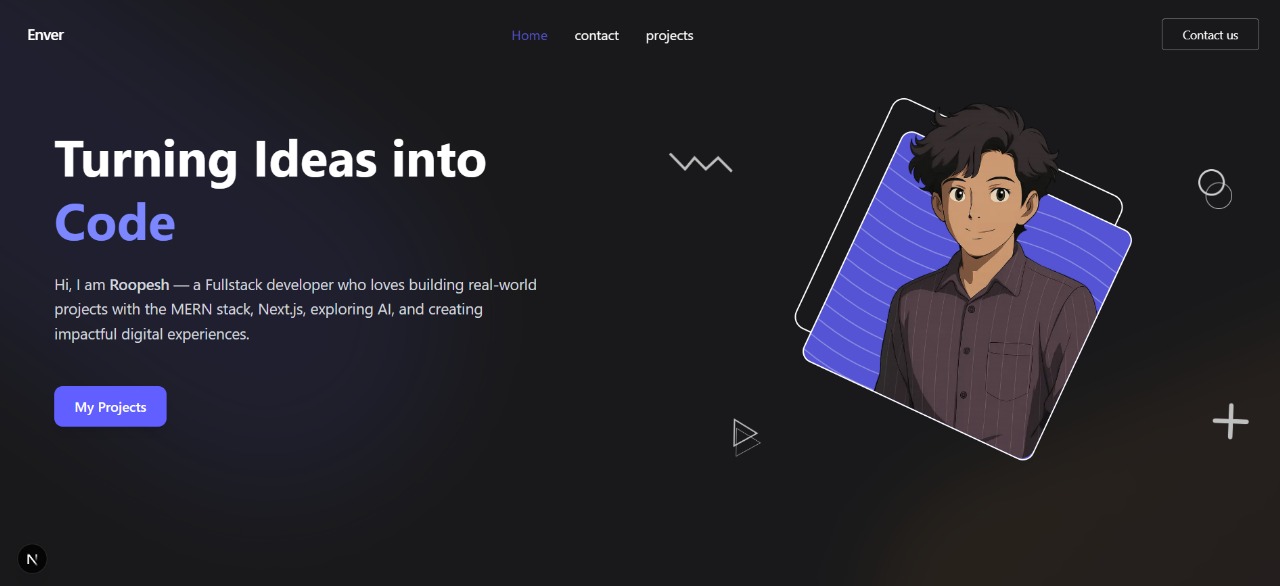 Enver
Home
contact
projects
Contact us
Turning Ideas into
Code
Hi, I am Roopesh — a Fullstack developer who loves building real-world
projects with the MERN stack, Next.js, exploring AI, and creating
impactful digital experiences.
My Projects
N